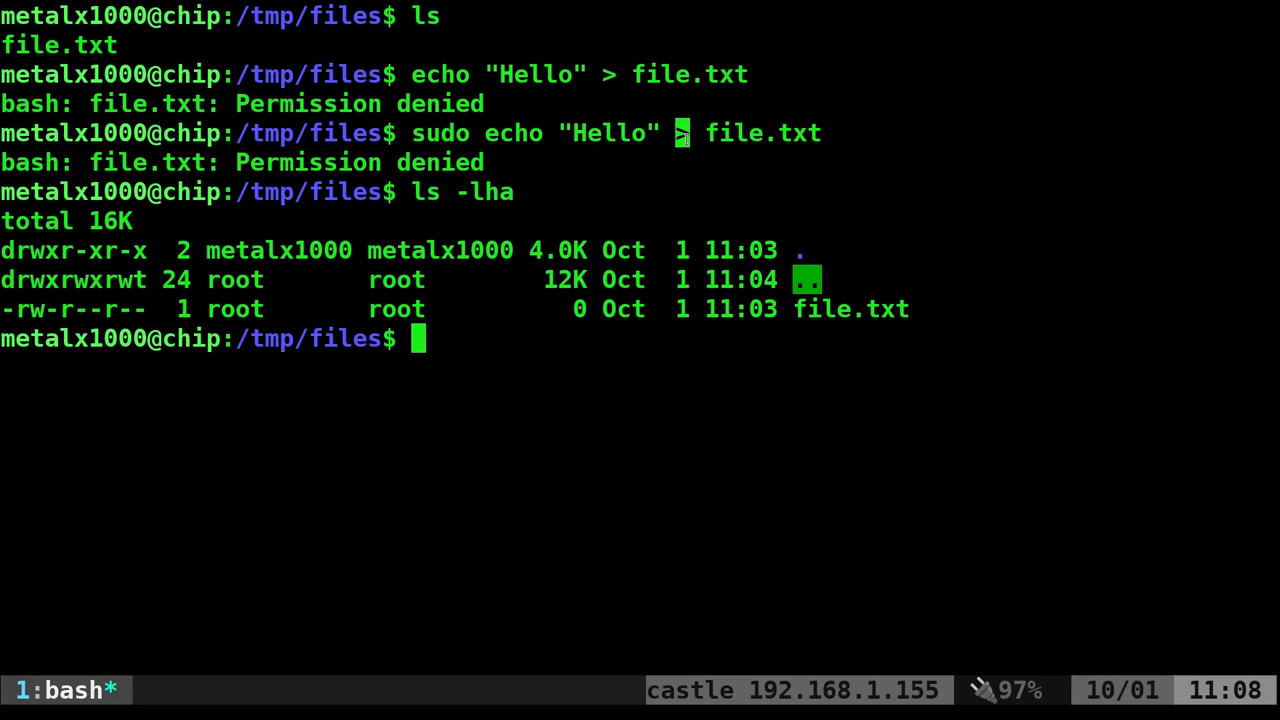 metalx1000@chip:/tmp/files$ ls
file.txt
metalx1000@chip:/tmp/files$ echo "Hello" > file.txt
bash: file.txt: Permission denied
metalx1000@chip:/tmp/files$ sudo echo "Hello" > file.txt
bash: file.txt: Permission denied
metalx1000@chip:/tmp/files$ ls -lha
total 16K
drwxr-xr-x  2 metalx1000 metalx1000 4.0K Oct  1 11:03 .
drwxrwxrwt 24 root       root        12K Oct  1 11:04 ..
-rw-r--r--  1 root       root          0 Oct  1 11:03 file.txt
metalx1000@chip:/tmp/files$
1:bash* castle 192.168.1.155 🔌97% 10/01 11:08